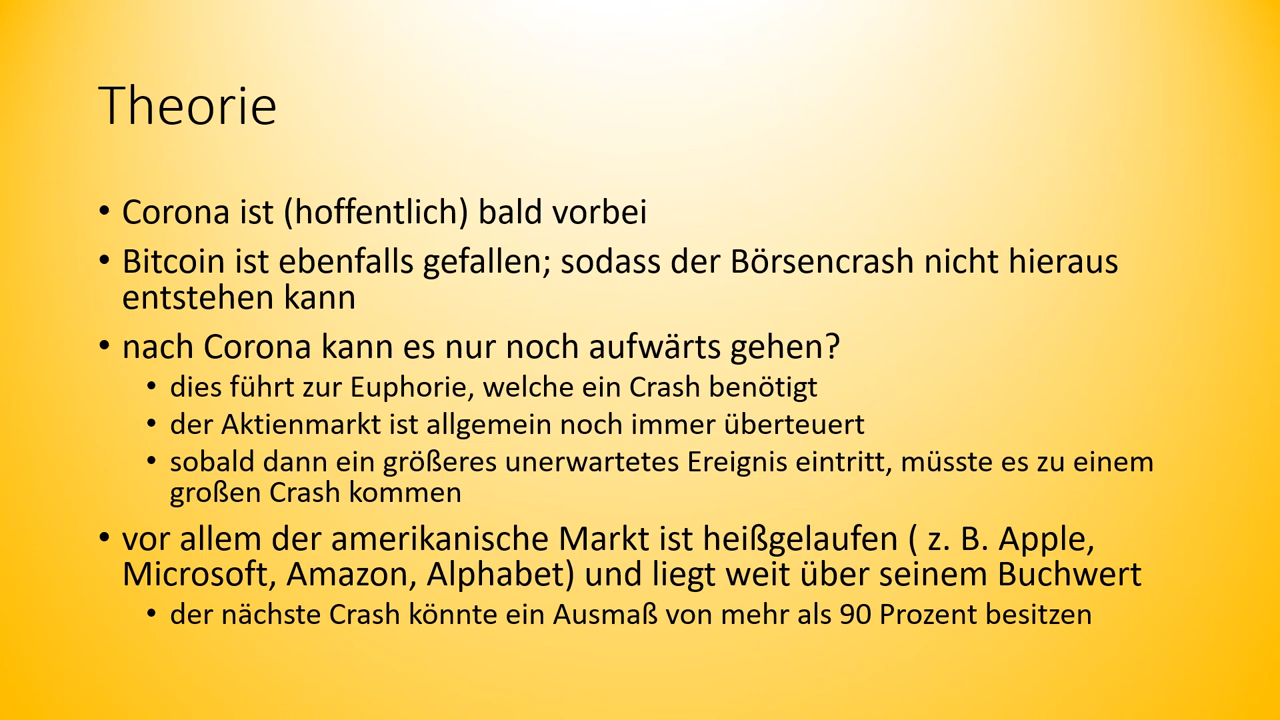 Theorie
• Corona ist (hoffentlich) bald vorbei
• Bitcoin ist ebenfalls gefallen; sodass der Börsencrash nicht hieraus
entstehen kann
• nach Corona kann es nur noch aufwärts gehen?
• dies führt zur Euphorie, welche ein Crash benötigt
• der Aktienmarkt ist allgemein noch immer überteuert
• sobald dann ein größeres unerwartetes Ereignis eintritt, müsste es zu einem
großen Crash kommen
• vor allem der amerikanische Markt ist heißgelaufen ( z. B. Apple,
Microsoft, Amazon, Alphabet) und liegt weit über seinem Buchwert
• der nächste Crash könnte ein Ausmaß von mehr als 90 Prozent besitzen